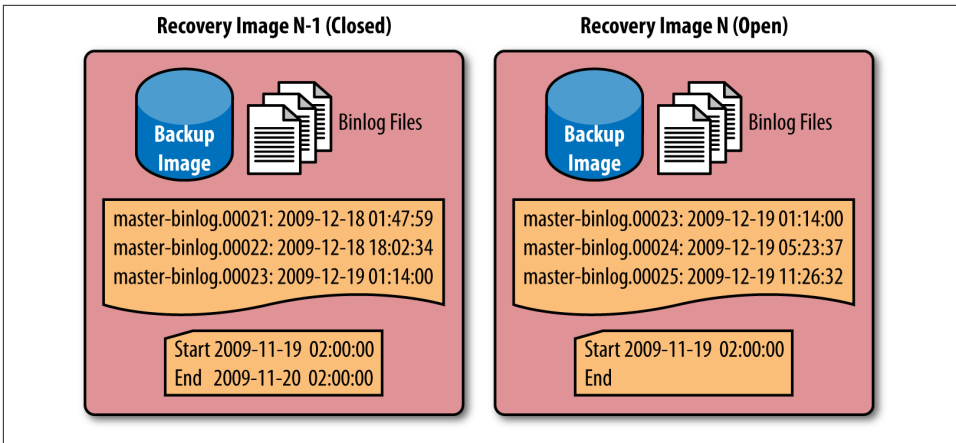 Recovery Image N-1 (Closed)
Backup
Image
Binlog Files
master-binlog.00021: 2009-12-18 01:47:59
master-binlog.00022: 2009-12-18 18:02:34
master-binlog.00023: 2009-12-19 01:14:00
Start 2009-11-19 02:00:00
End 2009-11-20 02:00:00
Recovery Image N (Open)
Backup
Image
Binlog Files
master-binlog.00023: 2009-12-19 01:14:00
master-binlog.00024: 2009-12-19 05:23:37
master-binlog.00025: 2009-12-19 11:26:32
Start 2009-11-19 02:00:00
End